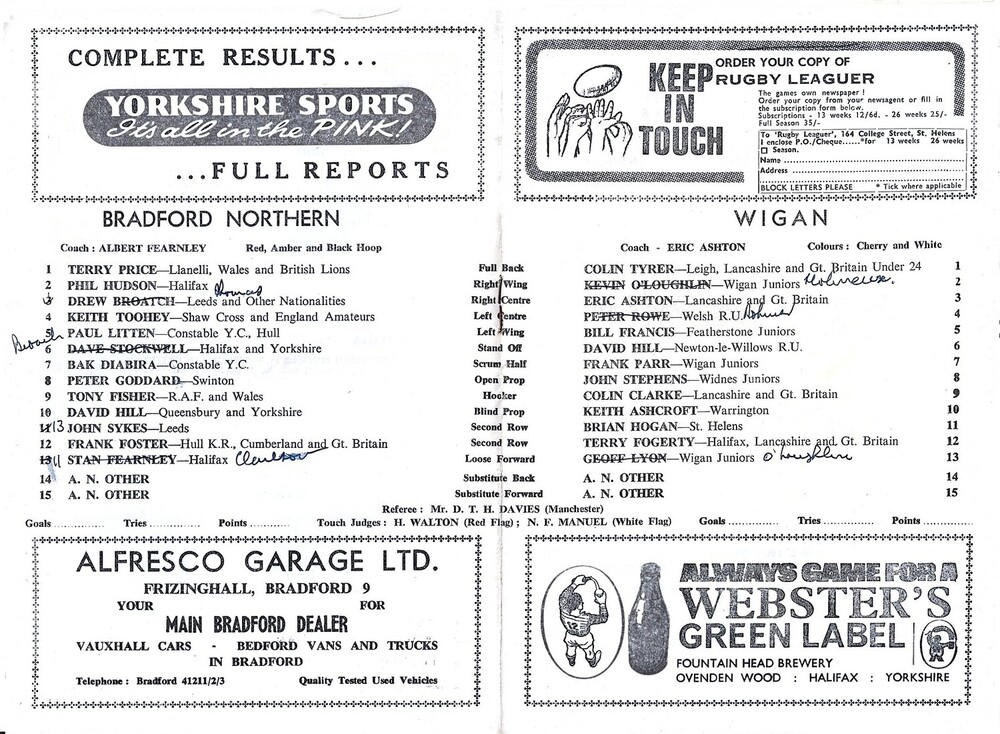 COMPLETE RESULTS...
YORKSHIRE SPORTS
It's all in the PINK!
...FULL REPORTS
KEEP IN TOUCH
ORDER YOUR COPY OF
RUGBY LEAGUER
The games own newspaper !
Order your copy from your newsagent or fill in
the subscription form below.
Subscriptions - 13 weeks 12/6d. - 26 weeks 25/-
Full Season 35/-
To 'Rugby Leaguer', 164 College Street, St. Helens
I enclose P.O./Cheque......*for 13 weeks 26 weeks
□ Season.
Name
Address
BLOCK LETTERS PLEASE * Tick where applicable
BRADFORD NORTHERN
Coach : ALBERT FEARNLEY Red, Amber and Black Hoop
WIGAN
Coach - ERIC ASHTON Colours : Cherry and White
1 TERRY PRICE—Llanelli, Wales and British Lions Full Back COLIN TYRER—Leigh, Lancashire and Gt. Britain Under 24 1
2 PHIL HUDSON—Halifax Thomas Right Wing KEVIN O'LOUGHLIN—Wigan Juniors 2
3 DREW BROATCH—Leeds and Other Nationalities Right Centre ERIC ASHTON—Lancashire and Gt. Britain 3
4 KEITH TOOHEY—Shaw Cross and England Amateurs Left Centre PETER ROWE—Welsh R.U. Ashurst 4
5 PAUL LITTEN—Constable Y.C., Hull Left Wing BILL FRANCIS—Featherstone Juniors 5
Broatch 6 DAVE STOCKWELL—Halifax and Yorkshire Stand Off DAVID HILL—Newton-le-Willows R.U. 6
7 BAK DIABIRA—Constable Y.C. Scrum Half FRANK PARR—Wigan Juniors 7
8 PETER GODDARD—Swinton Open Prop JOHN STEPHENS—Widnes Juniors 8
9 TONY FISHER—R.A.F. and Wales Hooker COLIN CLARKE—Lancashire and Gt. Britain 9
10 DAVID HILL—Queensbury and Yorkshire Blind Prop KEITH ASHCROFT—Warrington 10
11 13 JOHN SYKES—Leeds Second Row BRIAN HOGAN—St. Helens 11
12 FRANK FOSTER—Hull K.R., Cumberland and Gt. Britain Second Row TERRY FOGERTY—Halifax, Lancashire and Gt. Britain 12
13 11 STAN FEARNLEY—Halifax Clawson Loose Forward GEOFF LYON—Wigan Juniors O'Loughlin 13
14 A. N. OTHER Substitute Back A. N. OTHER 14
15 A. N. OTHER Substitute Forward A. N. OTHER 15
Referee : Mr. D. T. H. DAVIES (Manchester)
Goals ............ Tries ............ Points ............ Touch Judges : H. WALTON (Red Flag) ; N. F. MANUEL (White Flag) Goals ............ Tries ............ Points ............
ALFRESCO GARAGE LTD.
FRIZINGHALL, BRADFORD 9
YOUR FOR
MAIN BRADFORD DEALER
VAUXHALL CARS - BEDFORD VANS AND TRUCKS
IN BRADFORD
Telephone : Bradford 41211/2/3 Quality Tested Used Vehicles
ALWAYS GAME FOR A
WEBSTER'S
GREEN LABEL
FOUNTAIN HEAD BREWERY
OVENDEN WOOD : HALIFAX : YORKSHIRE